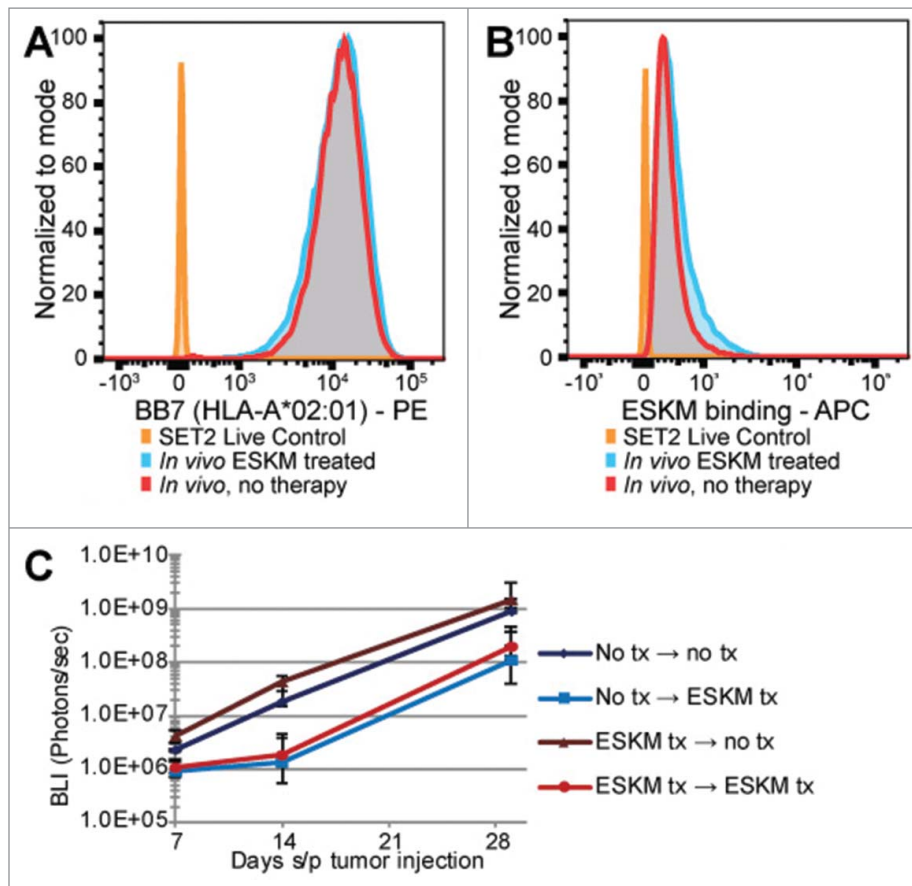 A
Normalized to mode
100
80
60
40
20
0
-10³ 0 10³ 10⁴ 10⁵
BB7 (HLA-A*02:01) - PE
SET2 Live Control
In vivo ESKM treated
In vivo, no therapy
B
Normalized to mode
100
80
60
40
20
0
-10³ 0 10³ 10⁴ 10⁵
ESKM binding - APC
SET2 Live Control
In vivo ESKM treated
In vivo, no therapy
C
BLI (Photons/sec)
1.0E+10
1.0E+09
1.0E+08
1.0E+07
1.0E+06
1.0E+05
7 14 21 28
Days s/p tumor injection
No tx → no tx
No tx → ESKM tx
ESKM tx → no tx
ESKM tx → ESKM tx